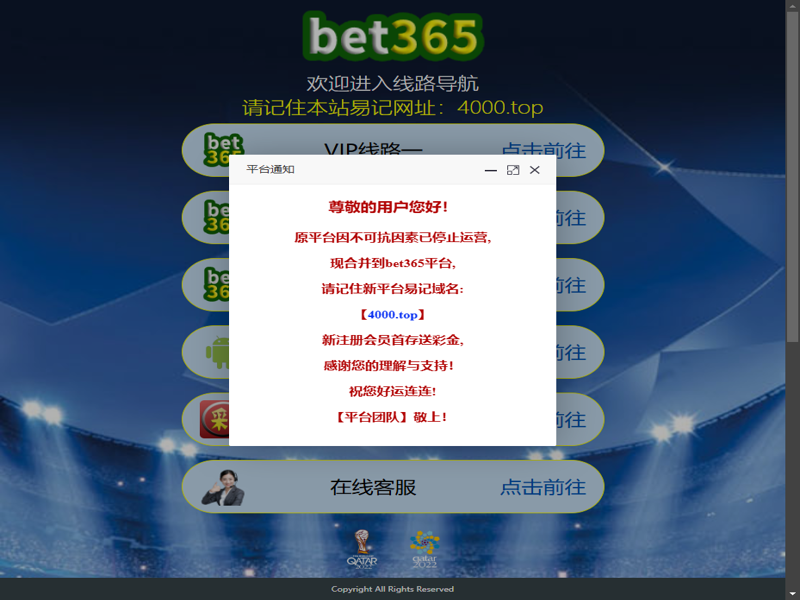 bet365
欢迎进入线路导航
请记住本站易记网址：4000.top
bet
365
VIP线路一
点击前往
平台通知
尊敬的用户您好！
原平台因不可抗因素已停止运营,
现合并到bet365平台,
请记住新平台易记域名:
【4000.top】
新注册会员首存送彩金,
感谢您的理解与支持！
祝您好运连连!
【平台团队】敬上！
be
36
前往
be
36
前往
前往
彩
前往
在线客服
点击前往
QATAR
2022
qatar
2022
Copyright All Rights Reserved